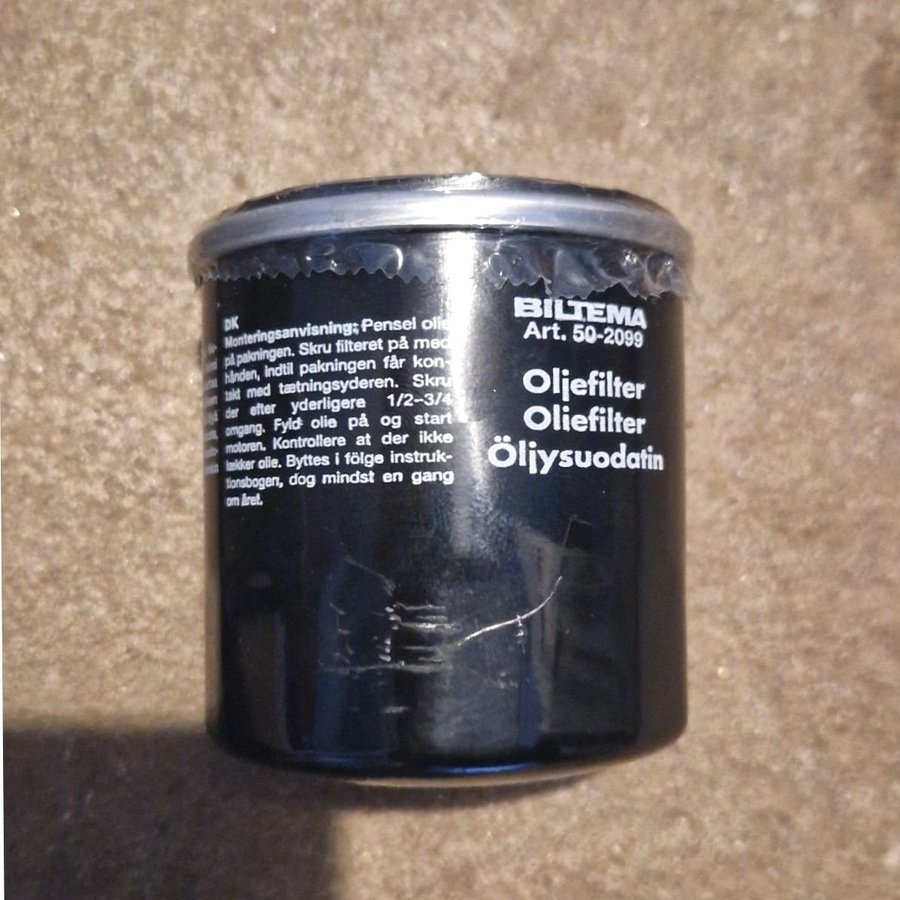 DK
Monteringsanvisning: Pensel olie
på pakningen. Skru filteret på med
hånden, indtil pakningen får kon-
takt med tætningsyderen. Skru
der efter yderligere 1/2-3/4
omgang. Fyld olie på og start
motoren. Kontrollere at der ikke
lækker olie. Byttes i fölge instruk-
tionsbogen, dog mindst en gang
om året.
BILTEMA
Art. 50-2099
Oljefilter
Oliefilter
Öljysuodatin